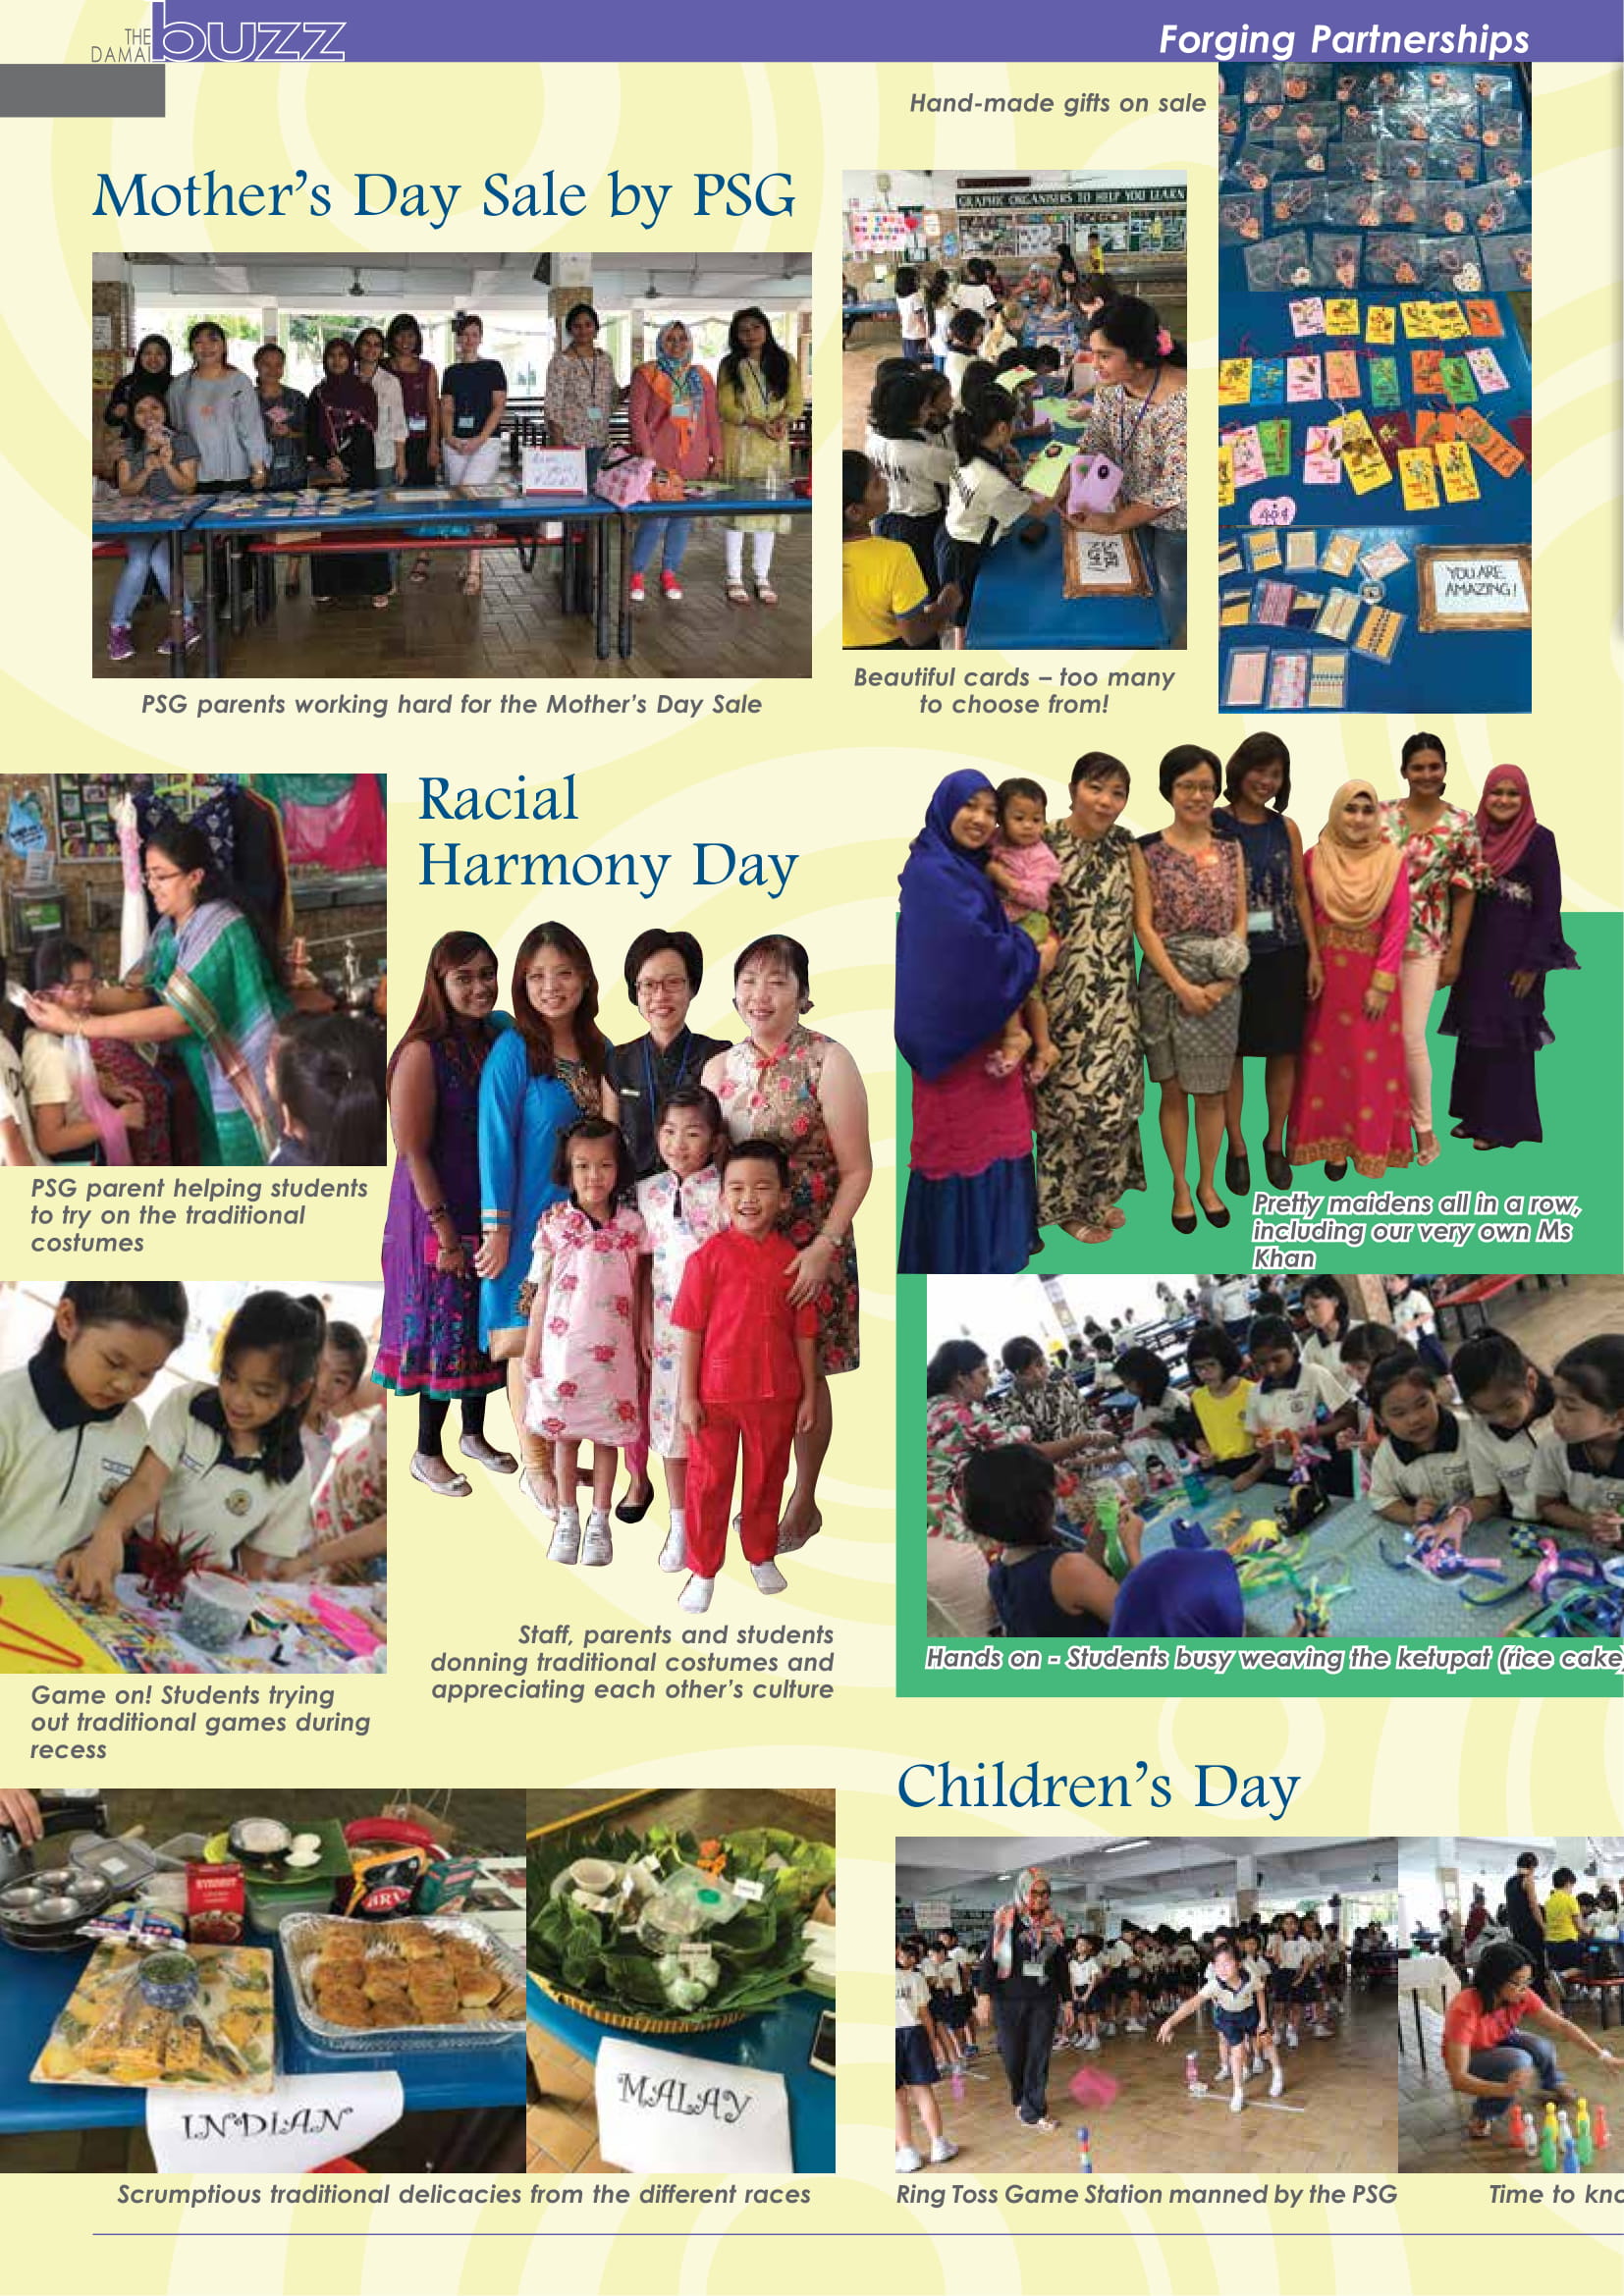 THE
DAMAI
buzz
Forging Partnerships
Hand-made gifts on sale
Mother's Day Sale by PSG
GRAPHIC ORGANISERS TO HELP YOU LEARN
YOU ARE
AMAZING!
40¢
PSG parents working hard for the Mother's Day Sale
Beautiful cards – too many
to choose from!
Racial
Harmony Day
PSG parent helping students
to try on the traditional
costumes
Pretty maidens all in a row,
including our very own Ms
Khan
Hands on - Students busy weaving the ketupat (rice cake)
Staff, parents and students
donning traditional costumes and
appreciating each other's culture
Game on! Students trying
out traditional games during
recess
Children's Day
BRU
INDIAN
MALAY
Scrumptious traditional delicacies from the different races
Ring Toss Game Station manned by the PSG
Time to kno